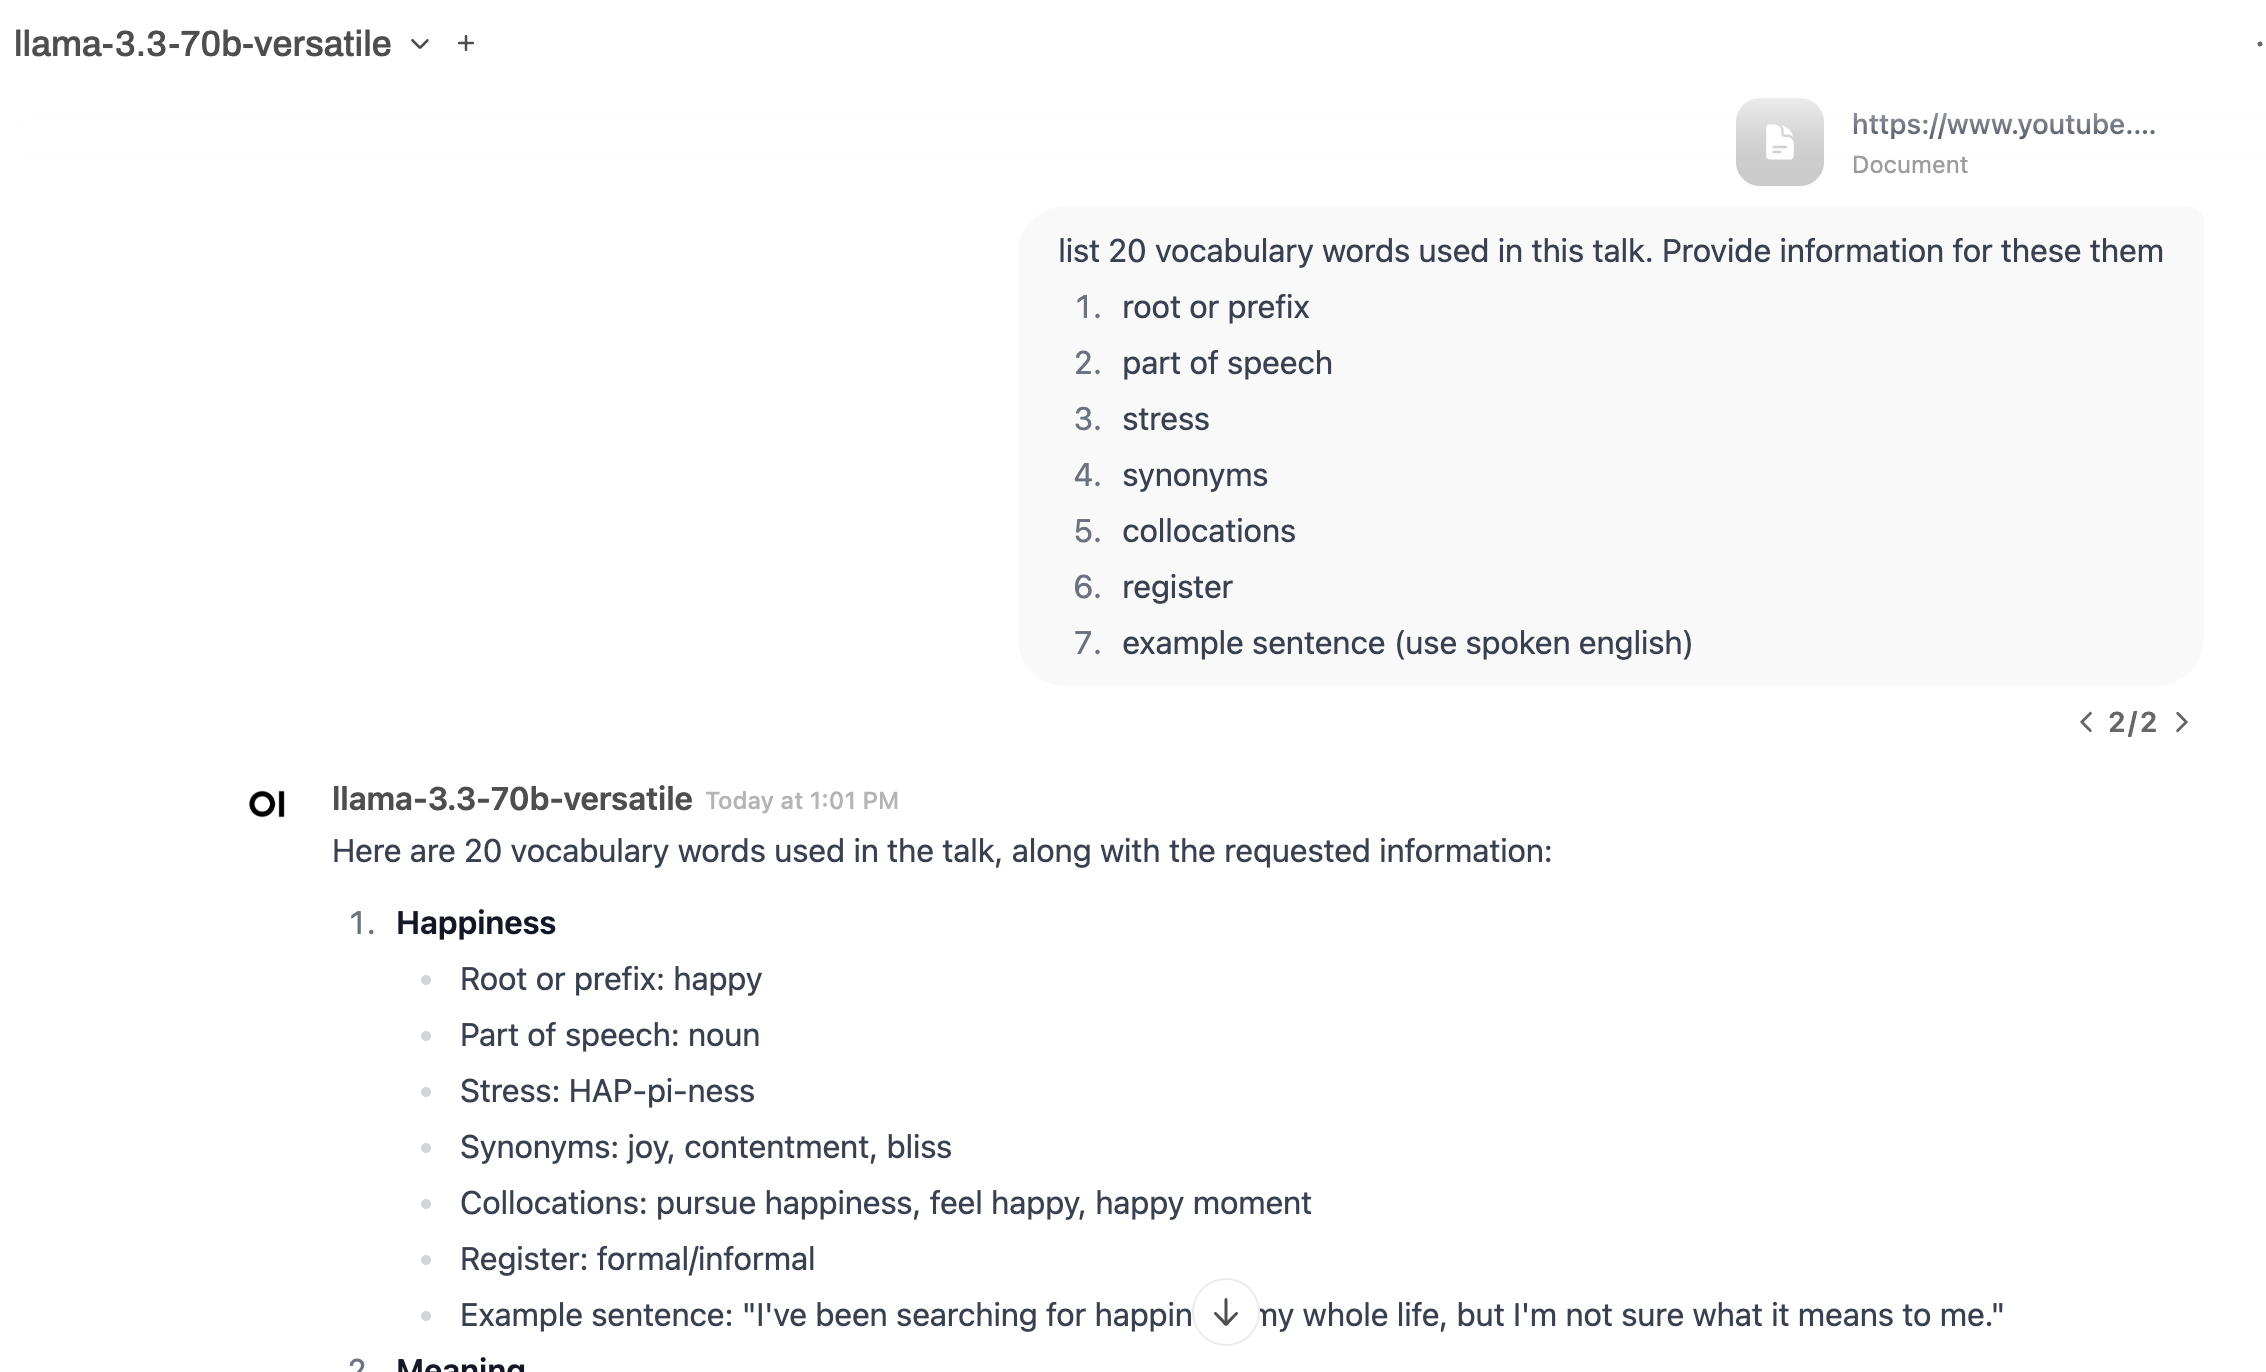 llama-3.3-70b-versatile
https://www.youtube....
Document
list 20 vocabulary words used in this talk. Provide information for these them
1. root or prefix
2. part of speech
3. stress
4. synonyms
5. collocations
6. register
7. example sentence (use spoken english)
2/2
OI llama-3.3-70b-versatile Today at 1:01 PM
Here are 20 vocabulary words used in the talk, along with the requested information:
1. Happiness
Root or prefix: happy
Part of speech: noun
Stress: HAP-pi-ness
Synonyms: joy, contentment, bliss
Collocations: pursue happiness, feel happy, happy moment
Register: formal/informal
Example sentence: "I've been searching for happin my whole life, but I'm not sure what it means to me."
2. Meaning